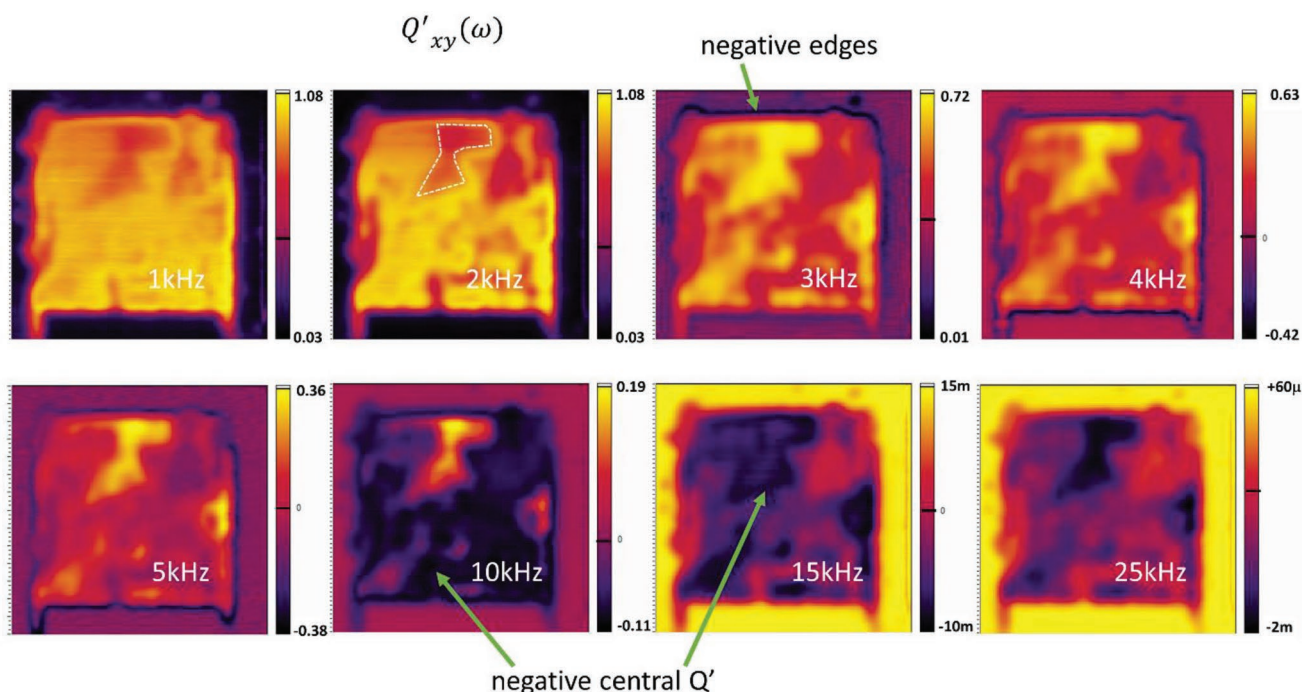 Q'xy(ω)
negative edges
1.08
1kHz
0.03
1.08
2kHz
0.03
0.72
3kHz
0.01
0.63
0
4kHz
-0.42
0.36
0
5kHz
-0.38
0.19
0
10kHz
-0.11
15m
0
15kHz
-10m
+60μ
25kHz
-2m
negative central Q'